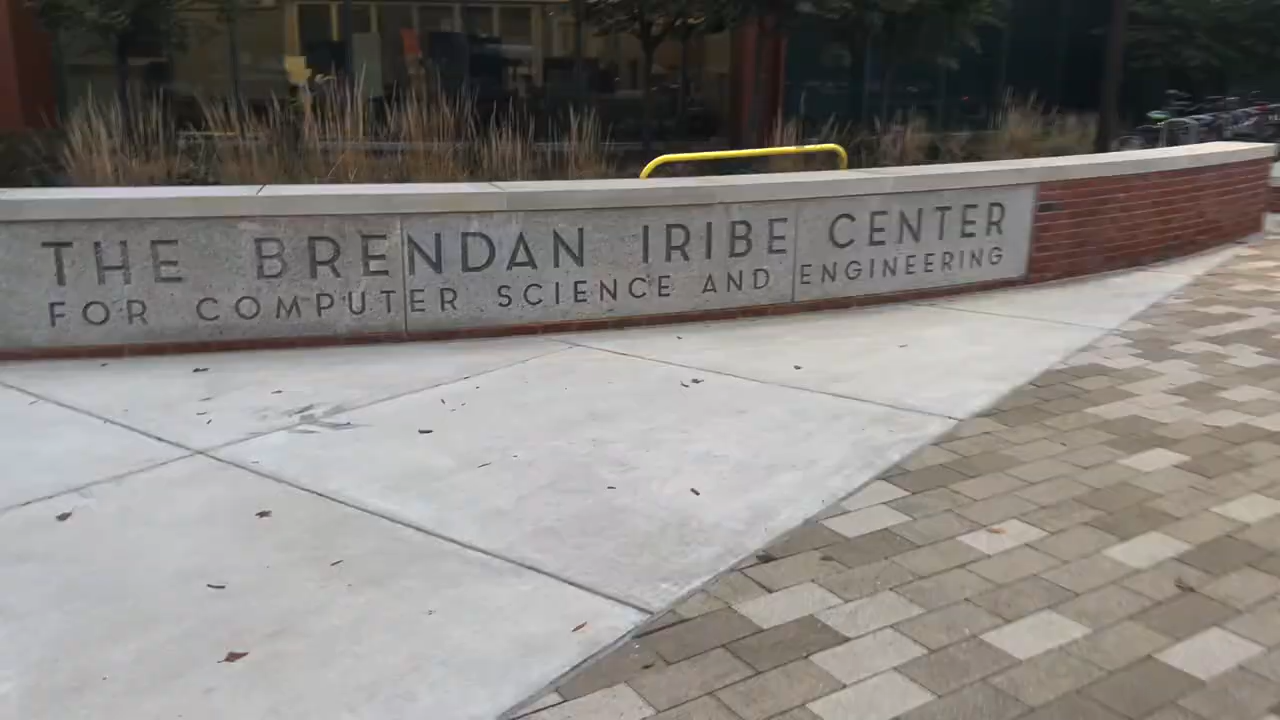 THE BRENDAN IRIBE CENTER
FOR COMPUTER SCIENCE AND ENGINEERING